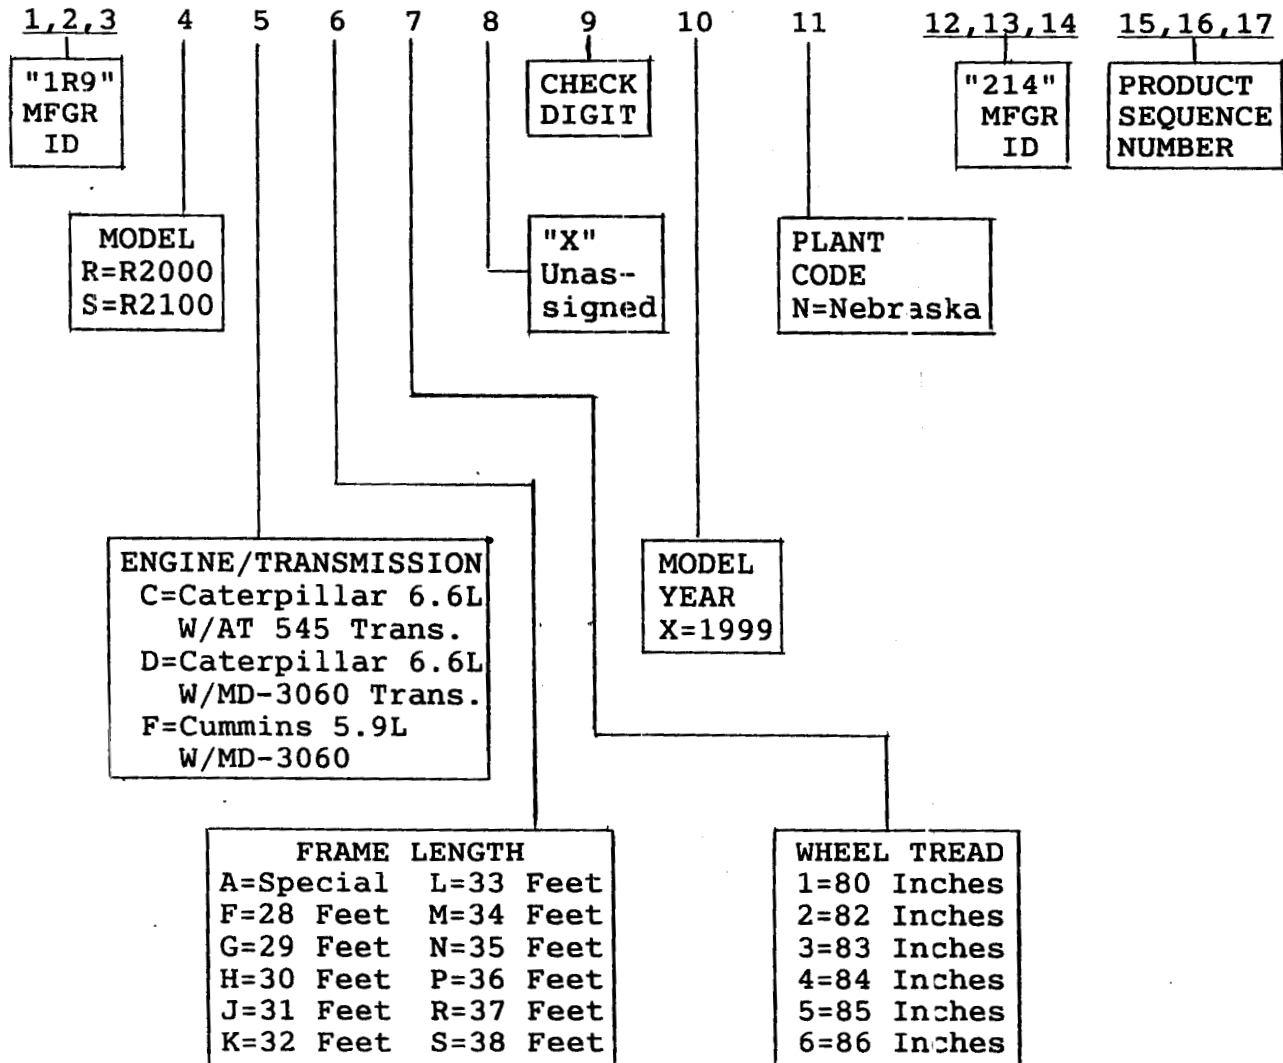 1,2,3 4 5 6 7 8 9 10 11 12,13,14 15,16,17
"1R9"
MFGR
ID
CHECK
DIGIT
"214"
MFGR
ID
PRODUCT
SEQUENCE
NUMBER
MODEL
R=R2000
S=R2100
"X"
Unas-
signed
PLANT
CODE
N=Nebraska
ENGINE/TRANSMISSION
C=Caterpillar 6.6L
W/AT 545 Trans.
D=Caterpillar 6.6L
W/MD-3060 Trans.
F=Cummins 5.9L
W/MD-3060
MODEL
YEAR
X=1999
FRAME LENGTH
A=Special L=33 Feet
F=28 Feet M=34 Feet
G=29 Feet N=35 Feet
H=30 Feet P=36 Feet
J=31 Feet R=37 Feet
K=32 Feet S=38 Feet
WHEEL TREAD
1=80 Inches
2=82 Inches
3=83 Inches
4=84 Inches
5=85 Inches
6=86 Inches